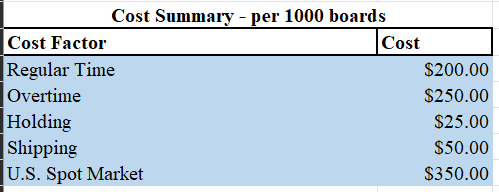 Cost Summary - per 1000 boards
Cost Factor Cost
Regular Time $200.00
Overtime $250.00
Holding $25.00
Shipping $50.00
U.S. Spot Market $350.00